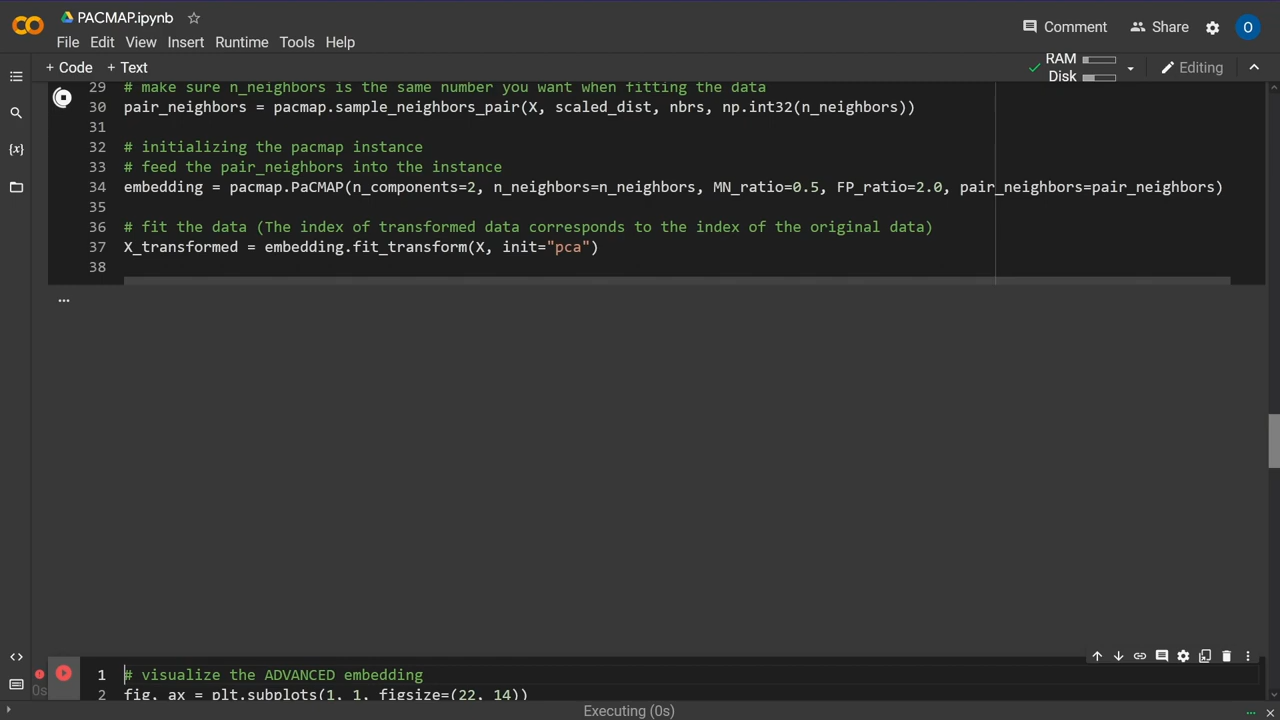 PACMAP.ipynb
Comment
Share
O
File Edit View Insert Runtime Tools Help
+ Code + Text
RAM
Disk
Editing
29 # make sure n_neighbors is the same number you want when fitting the data
30 pair_neighbors = pacmap.sample_neighbors_pair(X, scaled_dist, nbrs, np.int32(n_neighbors))
31
32 # initializing the pacmap instance
33 # feed the pair_neighbors into the instance
34 embedding = pacmap.PaCMAP(n_components=2, n_neighbors=n_neighbors, MN_ratio=0.5, FP_ratio=2.0, pair_neighbors=pair_neighbors)
35
36 # fit the data (The index of transformed data corresponds to the index of the original data)
37 X_transformed = embedding.fit_transform(X, init="pca")
38
...
1 # visualize the ADVANCED embedding
0s
2 fig, ax = plt.subplots(1, 1, figsize=(22, 14))
Executing (0s)